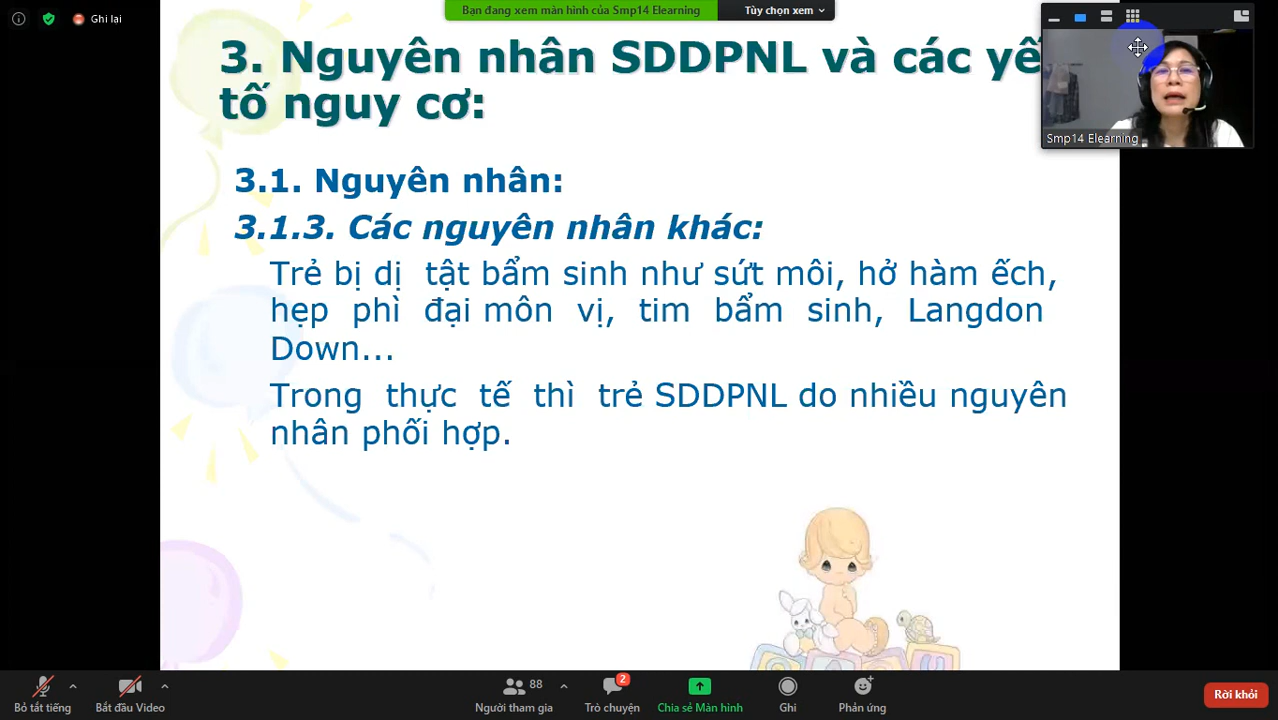 Ghi lại
Bạn đang xem màn hình của Smp14 Elearning
Tùy chọn xem
3. Nguyên nhân SDDPNL và các yế
tố nguy cơ:
Smp14 Elearning
3.1. Nguyên nhân:
3.1.3. Các nguyên nhân khác:
Trẻ bị dị tật bẩm sinh như sứt môi, hở hàm ếch,
hẹp phì đại môn vị, tim bẩm sinh, Langdon
Down...
Trong thực tế thì trẻ SDDPNL do nhiều nguyên
nhân phối hợp.
88
2
Bỏ tắt tiếng
Bắt đầu Video
Người tham gia
Trò chuyện
Chia sẻ Màn hình
Ghi
Phản ứng
Rời khỏi